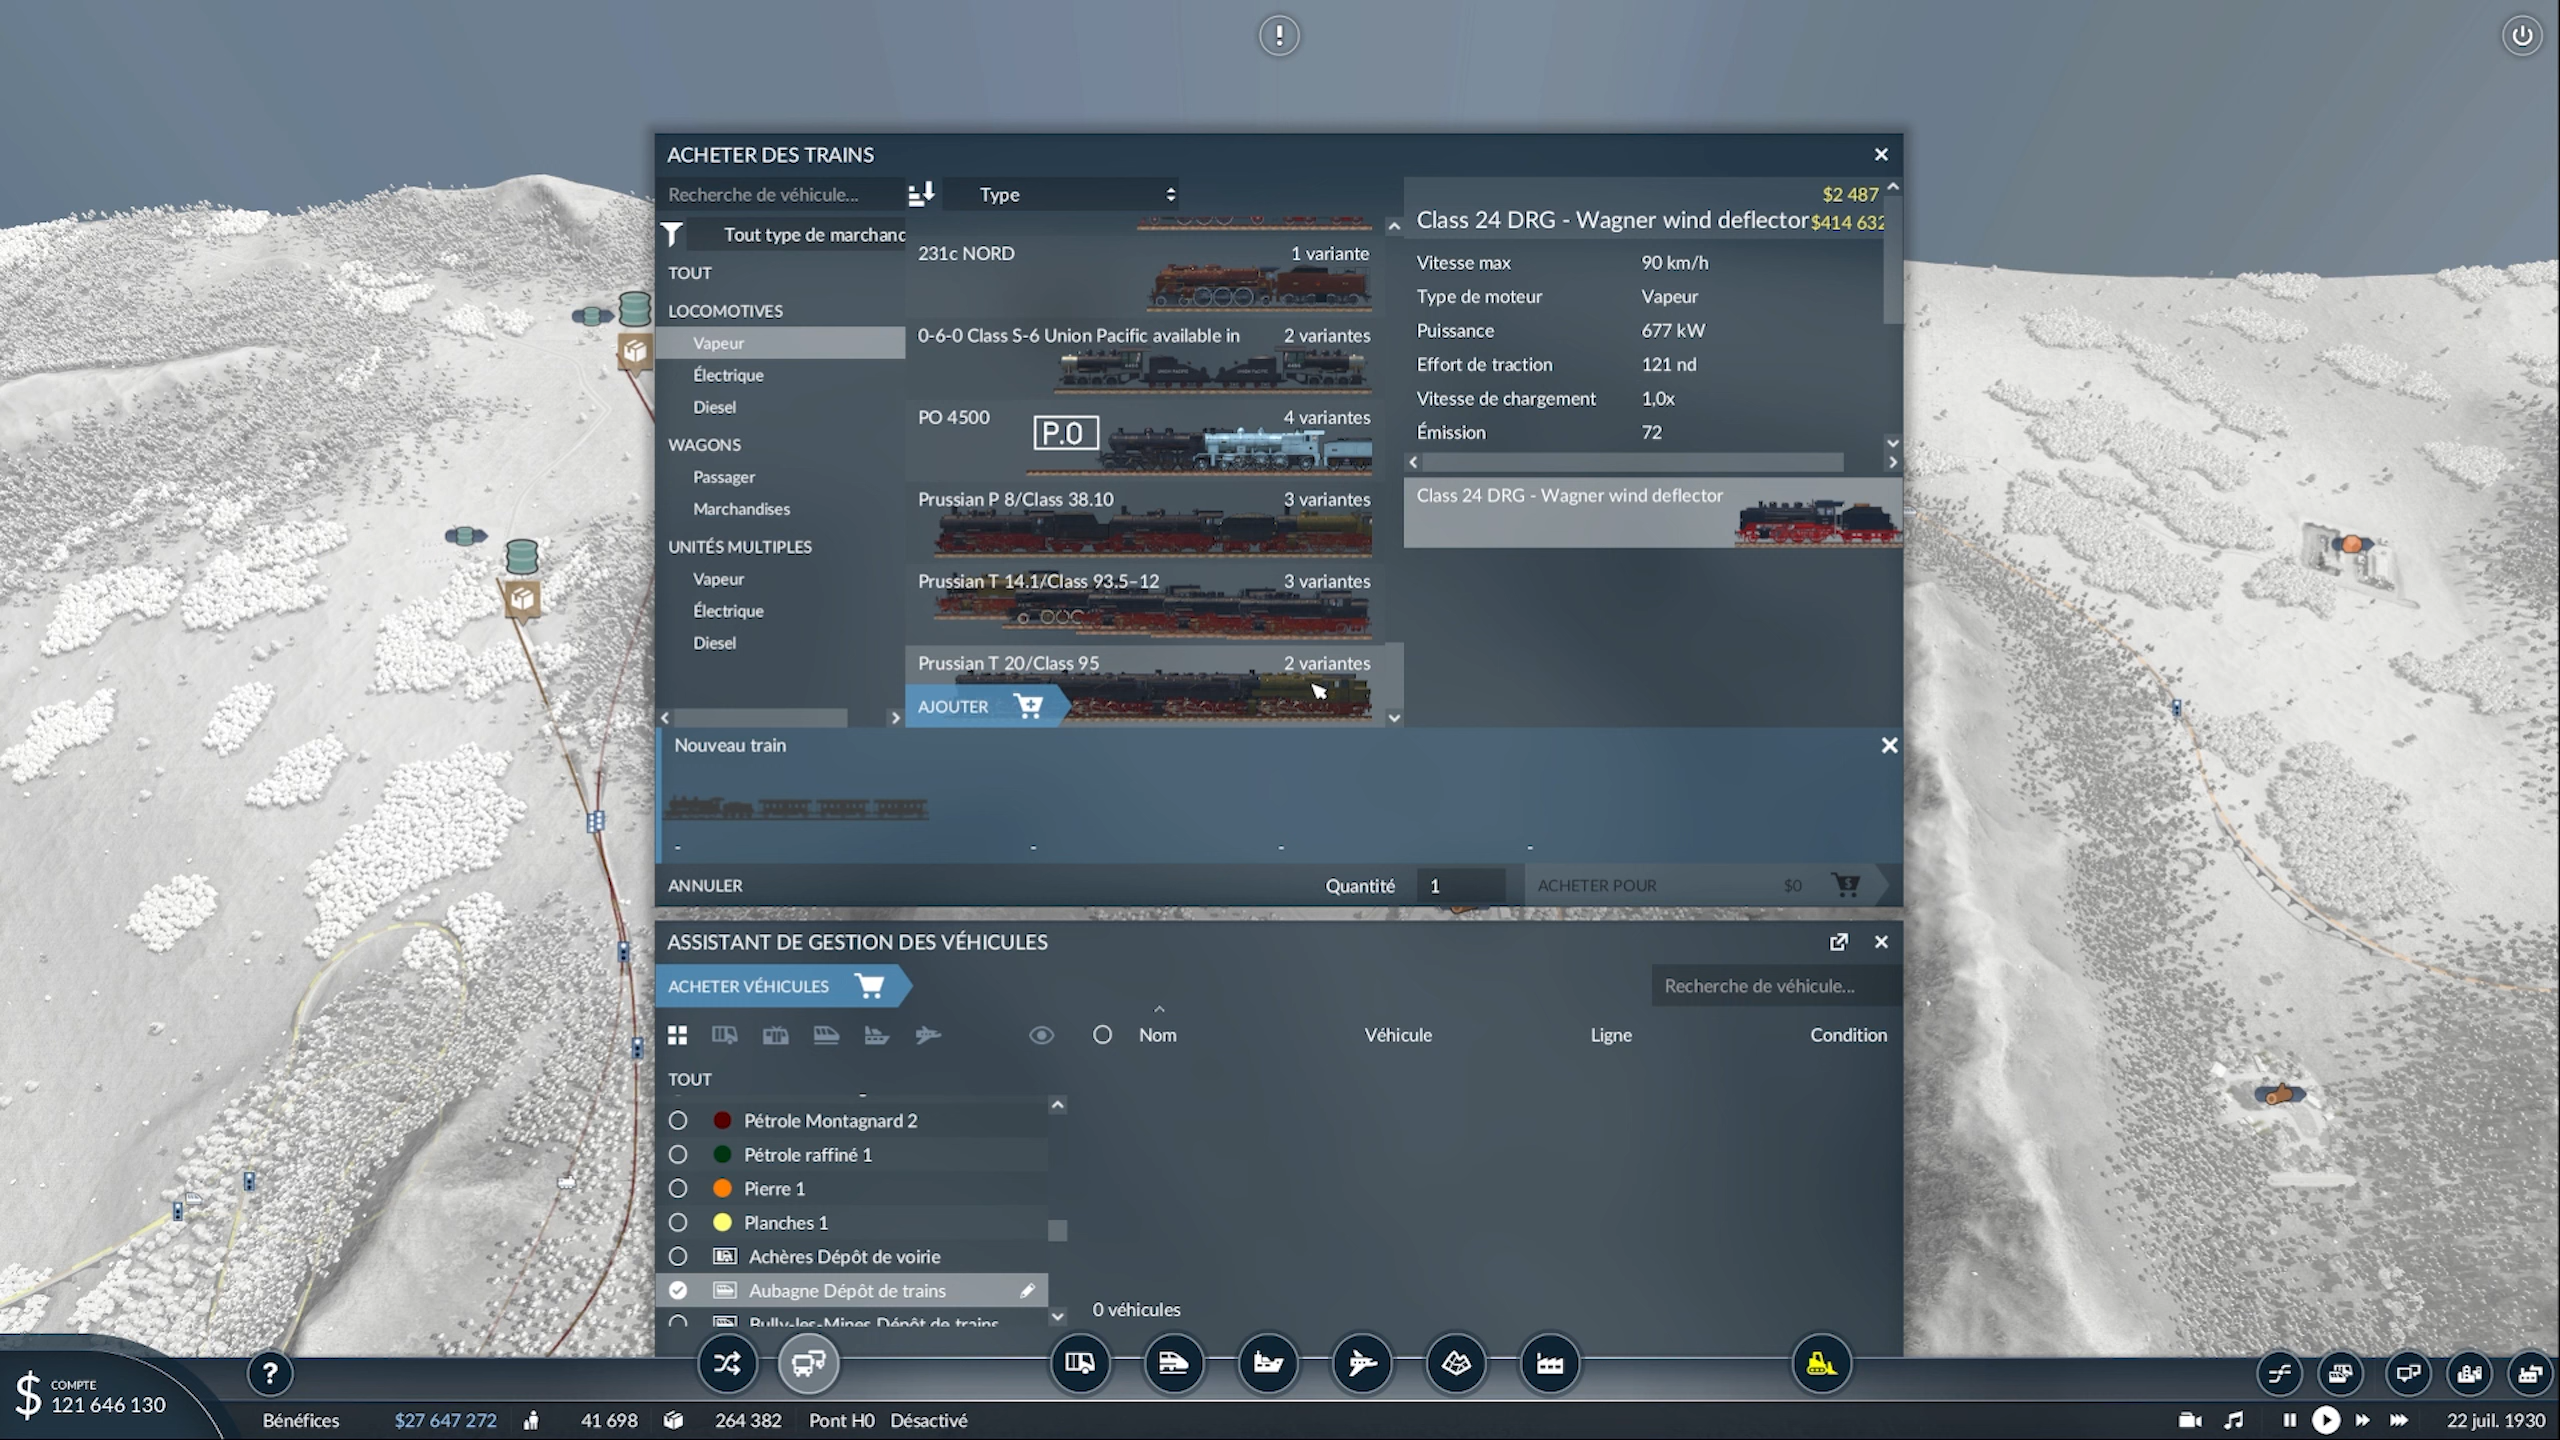 ACHETER DES TRAINS
Recherche de véhicule...
Type
Tout type de marchand
TOUT
LOCOMOTIVES
Vapeur
Électrique
Diesel
WAGONS
Passager
Marchandises
UNITÉS MULTIPLES
Vapeur
Électrique
Diesel
231c NORD 1 variante
0-6-0 Class S-6 Union Pacific available in 2 variantes
PO 4500 4 variantes
P.O
Prussian P 8/Class 38.10 3 variantes
Prussian T 14.1/Class 93.5–12 3 variantes
Prussian T 20/Class 95 2 variantes
AJOUTER
$2 487
Class 24 DRG - Wagner wind deflector $414 632
Vitesse max 90 km/h
Type de moteur Vapeur
Puissance 677 kW
Effort de traction 121 nd
Vitesse de chargement 1,0x
Émission 72
Class 24 DRG - Wagner wind deflector
Nouveau train
- - - -
ANNULER
Quantité 1
ACHETER POUR $0
ASSISTANT DE GESTION DES VÉHICULES
ACHETER VÉHICULES
Recherche de véhicule...
Nom Véhicule Ligne Condition
TOUT
Pétrole Montagnard 2
Pétrole raffiné 1
Pierre 1
Planches 1
Achères Dépôt de voirie
Aubagne Dépôt de trains
Bully-les-Mines Dépôt de trains
0 véhicules
?
$ COMPTE
121 646 130
Bénéfices $27 647 272 41 698 264 382 Pont H0 Désactivé
22 juil. 1930